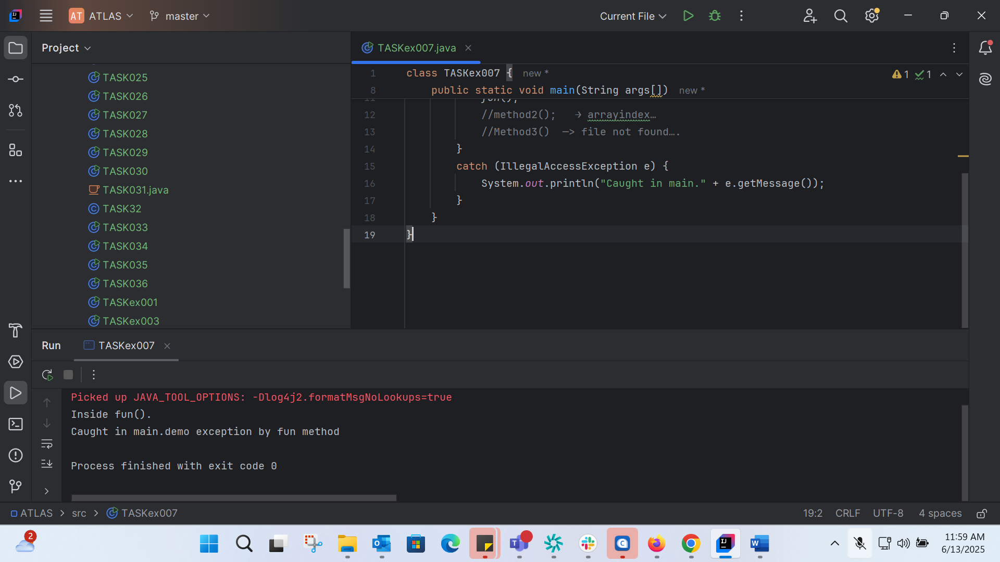 AT ATLAS master Current File
Project
TASKex007.java
TASK025
TASK026
TASK027
TASK028
TASK029
TASK030
TASK031.java
TASK32
TASK033
TASK034
TASK035
TASK036
TASKex001
TASKex003
1 class TASKex007 { new *
8 public static void main(String args[]) new *
1 1
11 fun();
12 //method2(); → arrayindex…
13 //Method3() —> file not found….
14 }
15 catch (IllegalAccessException e) {
16 System.out.println("Caught in main." + e.getMessage());
17 }
18 }
19 }
Run TASKex007
Picked up JAVA_TOOL_OPTIONS: -Dlog4j2.formatMsgNoLookups=true
Inside fun().
Caught in main.demo exception by fun method
Process finished with exit code 0
ATLAS > src > TASKex007 19:2 CRLF UTF-8 4 spaces
2
11:59 AM
6/13/2025